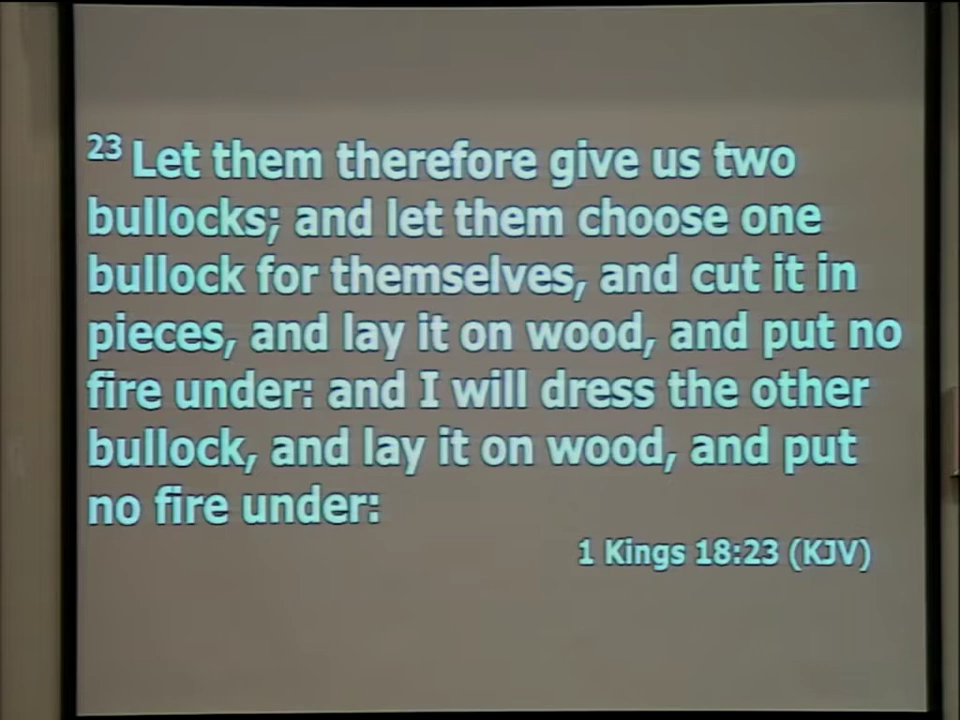 23 Let them therefore give us two
bullocks; and let them choose one
bullock for themselves, and cut it in
pieces, and lay it on wood, and put no
fire under: and I will dress the other
bullock, and lay it on wood, and put
no fire under:
1 Kings 18:23 (KJV)